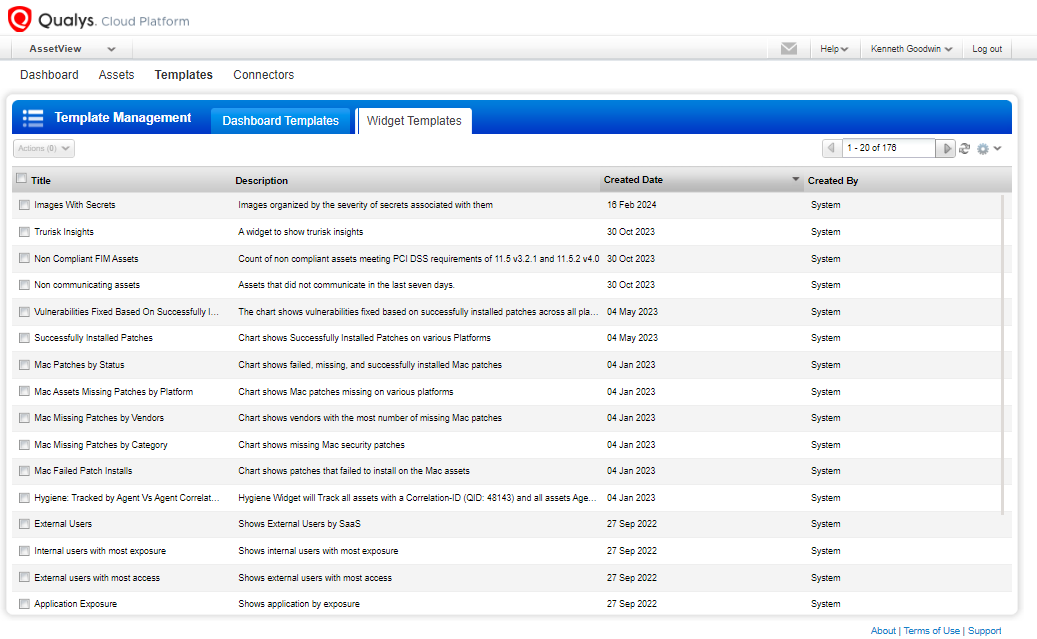 Qualys. Cloud Platform
AssetView Help Kenneth Goodwin Log out
Dashboard Assets Templates Connectors
Template Management Dashboard Templates Widget Templates
Actions (0) 1 - 20 of 176
Title Description Created Date Created By
Images With Secrets Images organized by the severity of secrets associated with them 16 Feb 2024 System
Trurisk Insights A widget to show trurisk insights 30 Oct 2023 System
Non Compliant FIM Assets Count of non compliant assets meeting PCI DSS requirements of 11.5 v3.2.1 and 11.5.2 v4.0 30 Oct 2023 System
Non communicating assets Assets that did not communicate in the last seven days. 30 Oct 2023 System
Vulnerabilities Fixed Based On Successfully I... The chart shows vulnerabilities fixed based on successfully installed patches across all pla... 04 May 2023 System
Successfully Installed Patches Chart shows Successfully Installed Patches on various Platforms 04 May 2023 System
Mac Patches by Status Chart shows failed, missing, and successfully installed Mac patches 04 Jan 2023 System
Mac Assets Missing Patches by Platform Chart shows Mac patches missing on various platforms 04 Jan 2023 System
Mac Missing Patches by Vendors Chart shows vendors with the most number of missing Mac patches 04 Jan 2023 System
Mac Missing Patches by Category Chart shows missing Mac security patches 04 Jan 2023 System
Mac Failed Patch Installs Chart shows patches that failed to install on the Mac assets 04 Jan 2023 System
Hygiene: Tracked by Agent Vs Agent Correlat... Hygiene Widget will Track all assets with a Correlation-ID (QID: 48143) and all assets Age... 04 Jan 2023 System
External Users Shows External Users by SaaS 27 Sep 2022 System
Internal users with most exposure Shows internal users with most exposure 27 Sep 2022 System
External users with most access Shows external users with most access 27 Sep 2022 System
Application Exposure Shows application by exposure 27 Sep 2022 System
About | Terms of Use | Support